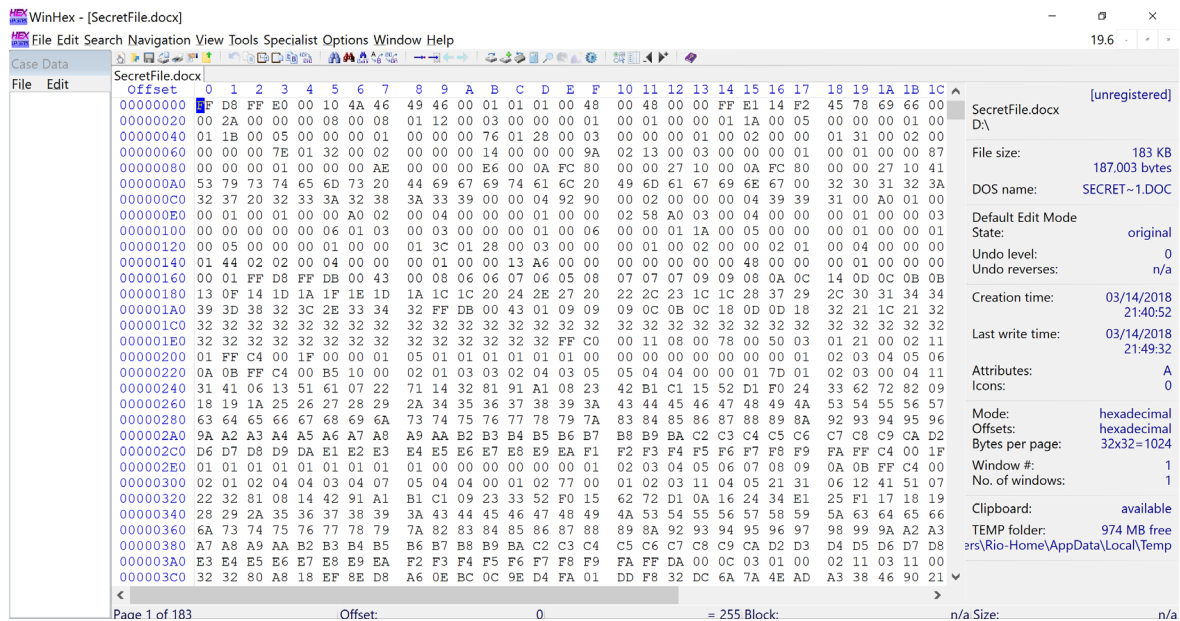 WinHex - [SecretFile.docx]
File Edit Search Navigation View Tools Specialist Options Window Help
19.6
Case Data
File Edit
SecretFile.docx
Offset 0 1 2 3 4 5 6 7 8 9 A B C D E F 10 11 12 13 14 15 16 17 18 19 1A 1B 1C
00000000 FF D8 FF E0 00 10 4A 46 49 46 00 01 01 01 00 48 00 48 00 00 FF E1 14 F2 45 78 69 66 00
00000020 00 2A 00 00 00 08 00 08 01 12 00 03 00 00 00 01 00 01 00 00 01 1A 00 05 00 00 00 01 00
00000040 01 1B 00 05 00 00 00 01 00 00 00 76 01 28 00 03 00 00 00 01 00 02 00 00 01 31 00 02 00
00000060 00 00 00 7E 01 32 00 02 00 00 00 14 00 00 00 9A 02 13 00 03 00 00 00 01 00 01 00 00 87
00000080 00 00 00 01 00 00 00 AE 00 00 00 E6 00 0A FC 80 00 00 27 10 00 0A FC 80 00 00 27 10 41
000000A0 53 79 73 74 65 6D 73 20 44 69 67 69 74 61 6C 20 49 6D 61 67 69 6E 67 00 32 30 31 32 3A
000000C0 32 37 20 32 33 3A 32 38 3A 33 39 00 00 04 92 90 00 02 00 00 00 04 39 39 31 00 A0 01 00
000000E0 00 01 00 01 00 00 A0 02 00 04 00 00 00 01 00 00 02 58 A0 03 00 04 00 00 00 01 00 00 03
00000100 00 00 00 00 00 06 01 03 00 03 00 00 00 01 00 06 00 00 01 1A 00 05 00 00 00 01 00 00 01
00000120 00 05 00 00 00 01 00 00 01 3C 01 28 00 03 00 00 00 01 00 02 00 00 02 01 00 04 00 00 00
00000140 01 44 02 02 00 04 00 00 00 01 00 00 13 A6 00 00 00 00 00 00 00 48 00 00 00 01 00 00 00
00000160 00 01 FF D8 FF DB 00 43 00 08 06 06 07 06 05 08 07 07 07 09 09 08 0A 0C 14 0D 0C 0B 0B
00000180 13 0F 14 1D 1A 1F 1E 1D 1A 1C 1C 20 24 2E 27 20 22 2C 23 1C 1C 28 37 29 2C 30 31 34 34
000001A0 39 3D 38 32 3C 2E 33 34 32 FF DB 00 43 01 09 09 09 0C 0B 0C 18 0D 0D 18 32 21 1C 21 32
000001C0 32 32 32 32 32 32 32 32 32 32 32 32 32 32 32 32 32 32 32 32 32 32 32 32 32 32 32 32 32
000001E0 32 32 32 32 32 32 32 32 32 32 32 32 32 32 FF C0 00 11 08 00 78 00 50 03 01 21 00 02 11
00000200 01 FF C4 00 1F 00 00 01 05 01 01 01 01 01 01 00 00 00 00 00 00 00 00 01 02 03 04 05 06
00000220 0A 0B FF C4 00 B5 10 00 02 01 03 03 02 04 03 05 05 04 04 00 00 01 7D 01 02 03 00 04 11
00000240 31 41 06 13 51 61 07 22 71 14 32 81 91 A1 08 23 42 B1 C1 15 52 D1 F0 24 33 62 72 82 09
00000260 18 19 1A 25 26 27 28 29 2A 34 35 36 37 38 39 3A 43 44 45 46 47 48 49 4A 53 54 55 56 57
00000280 63 64 65 66 67 68 69 6A 73 74 75 76 77 78 79 7A 83 84 85 86 87 88 89 8A 92 93 94 95 96
000002A0 9A A2 A3 A4 A5 A6 A7 A8 A9 AA B2 B3 B4 B5 B6 B7 B8 B9 BA C2 C3 C4 C5 C6 C7 C8 C9 CA D2
000002C0 D6 D7 D8 D9 DA E1 E2 E3 E4 E5 E6 E7 E8 E9 EA F1 F2 F3 F4 F5 F6 F7 F8 F9 FA FF C4 00 1F
000002E0 01 01 01 01 01 01 01 01 01 00 00 00 00 00 00 01 02 03 04 05 06 07 08 09 0A 0B FF C4 00
00000300 02 01 02 04 04 03 04 07 05 04 04 00 01 02 77 00 01 02 03 11 04 05 21 31 06 12 41 51 07
00000320 22 32 81 08 14 42 91 A1 B1 C1 09 23 33 52 F0 15 62 72 D1 0A 16 24 34 E1 25 F1 17 18 19
00000340 28 29 2A 35 36 37 38 39 3A 43 44 45 46 47 48 49 4A 53 54 55 56 57 58 59 5A 63 64 65 66
00000360 6A 73 74 75 76 77 78 79 7A 82 83 84 85 86 87 88 89 8A 92 93 94 95 96 97 98 99 9A A2 A3
00000380 A7 A8 A9 AA B2 B3 B4 B5 B6 B7 B8 B9 BA C2 C3 C4 C5 C6 C7 C8 C9 CA D2 D3 D4 D5 D6 D7 D8
000003A0 E3 E4 E5 E6 E7 E8 E9 EA F2 F3 F4 F5 F6 F7 F8 F9 FA FF DA 00 0C 03 01 00 02 11 03 11 00
000003C0 32 32 80 A8 18 EF 8E D8 A6 0E BC 0C 9E D4 FA 01 DD F8 32 DC 6A 7A 4E AD A3 38 46 90 21
[unregistered]
SecretFile.docx
D:\
File size: 183 KB
187,003 bytes
DOS name: SECRET~1.DOC
Default Edit Mode
State: original
Undo level: 0
Undo reverses: n/a
Creation time: 03/14/2018
21:40:52
Last write time: 03/14/2018
21:49:32
Attributes: A
Icons: 0
Mode: hexadecimal
Offsets: hexadecimal
Bytes per page: 32x32=1024
Window #: 1
No. of windows: 1
Clipboard: available
TEMP folder: 974 MB free
ers\Rio-Home\AppData\Local\Temp
Page 1 of 183 Offset: 0 = 255 Block: n/a Size: n/a